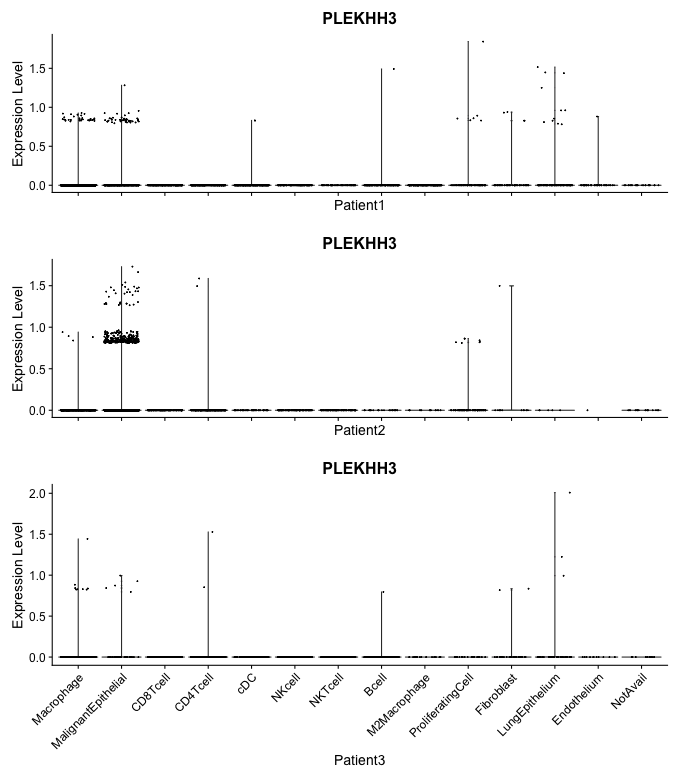 PLEKHH3
Expression Level
1.5
1.0
0.5
0.0
Patient1
PLEKHH3
Expression Level
1.5
1.0
0.5
0.0
Patient2
PLEKHH3
Expression Level
2.0
1.5
1.0
0.5
0.0
Macrophage
MalignantEpithelial
CD8Tcell
CD4Tcell
cDC
NKcell
NKTcell
Bcell
M2Macrophage
ProliferatingCell
Fibroblast
LungEpithelium
Endothelium
NotAvail
Patient3